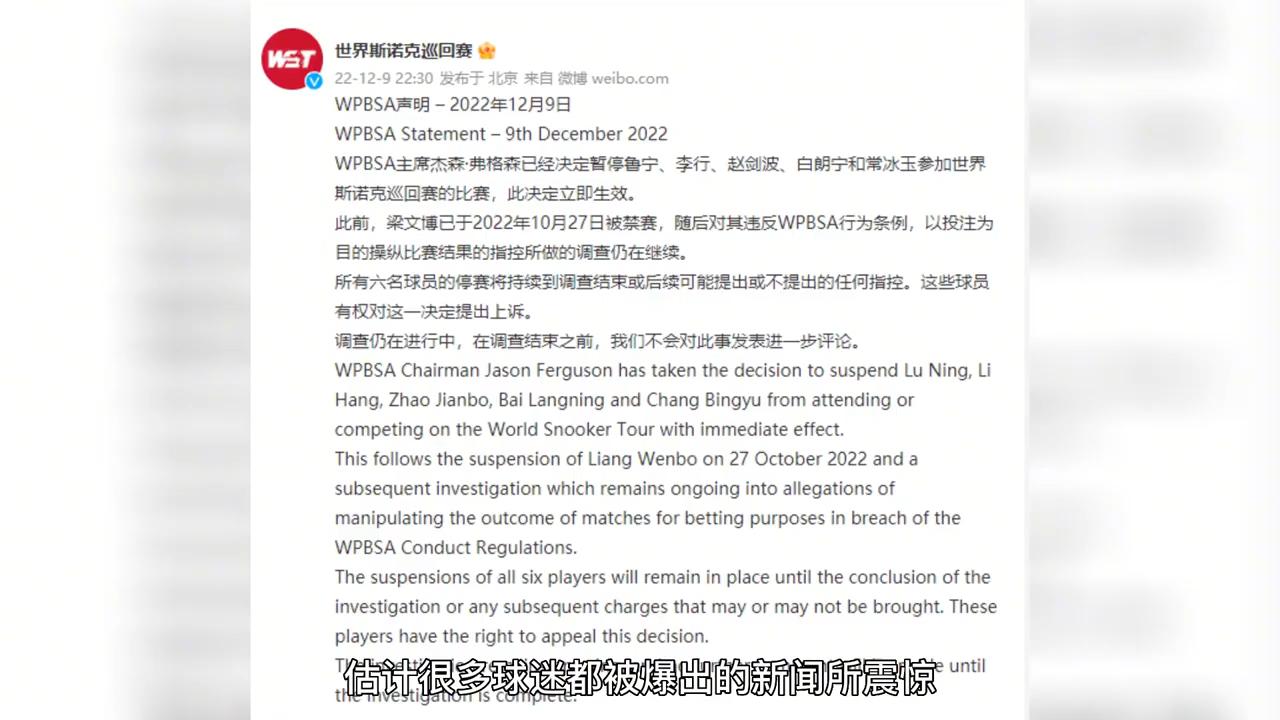 WST
世界斯诺克巡回赛
22-12-9 22:30 发布于 北京 来自 微博 weibo.com
WPBSA声明 – 2022年12月9日
WPBSA Statement – 9th December 2022
WPBSA主席杰森·弗格森已经决定暂停鲁宁、李行、赵剑波、白朗宁和常冰玉参加世界
斯诺克巡回赛的比赛，此决定立即生效。
此前，梁文博已于2022年10月27日被禁赛，随后对其违反WPBSA行为条例，以投注为
目的操纵比赛结果的指控所做的调查仍在继续。
所有六名球员的停赛将持续到调查结束或后续可能提出或不提出的任何指控。这些球员
有权对这一决定提出上诉。
调查仍在进行中，在调查结束之前，我们不会对此事发表进一步评论。
WPBSA Chairman Jason Ferguson has taken the decision to suspend Lu Ning, Li
Hang, Zhao Jianbo, Bai Langning and Chang Bingyu from attending or
competing on the World Snooker Tour with immediate effect.
This follows the suspension of Liang Wenbo on 27 October 2022 and a
subsequent investigation which remains ongoing into allegations of
manipulating the outcome of matches for betting purposes in breach of the
WPBSA Conduct Regulations.
The suspensions of all six players will remain in place until the conclusion of the
investigation or any subsequent charges that may or may not be brought. These
players have the right to appeal this decision.
until
the investigation is complete.
估计很多球迷都被爆出的新闻所震惊